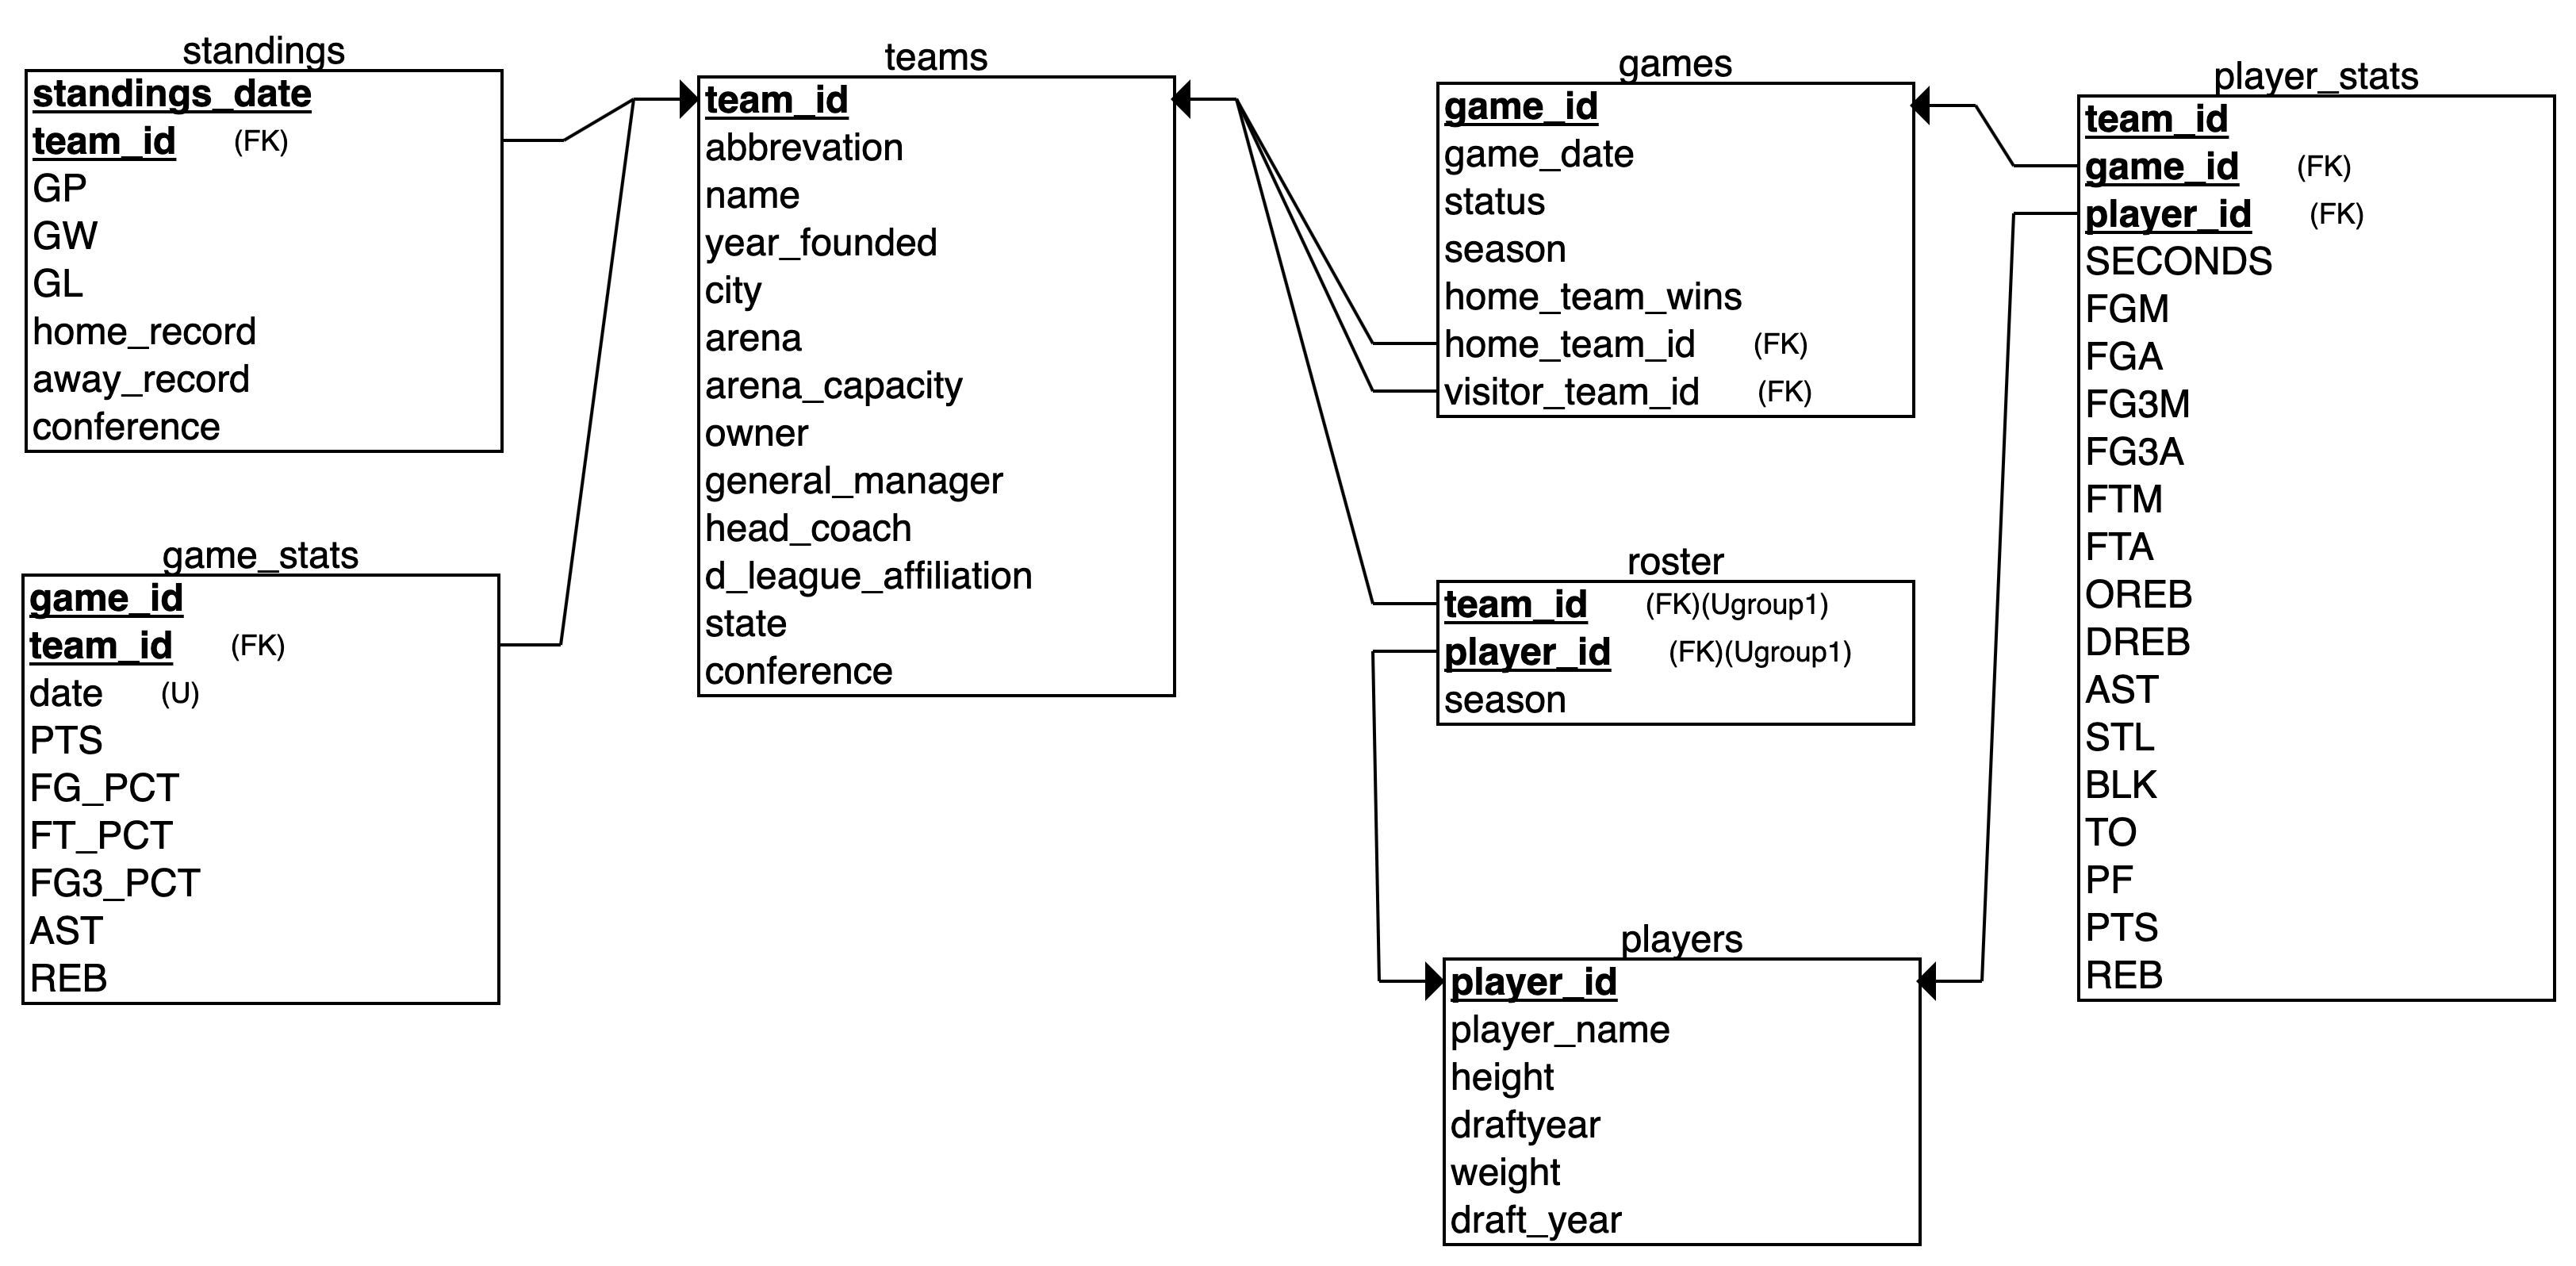 standings
standings_date
team_id (FK)
GP
GW
GL
home_record
away_record
conference
game_stats
game_id
team_id (FK)
date (U)
PTS
FG_PCT
FT_PCT
FG3_PCT
AST
REB
teams
team_id
abbrevation
name
year_founded
city
arena
arena_capacity
owner
general_manager
head_coach
d_league_affiliation
state
conference
games
game_id
game_date
status
season
home_team_wins
home_team_id (FK)
visitor_team_id (FK)
roster
team_id (FK)(Ugroup1)
player_id (FK)(Ugroup1)
season
players
player_id
player_name
height
draftyear
weight
draft_year
player_stats
team_id
game_id (FK)
player_id (FK)
SECONDS
FGM
FGA
FG3M
FG3A
FTM
FTA
OREB
DREB
AST
STL
BLK
TO
PF
PTS
REB